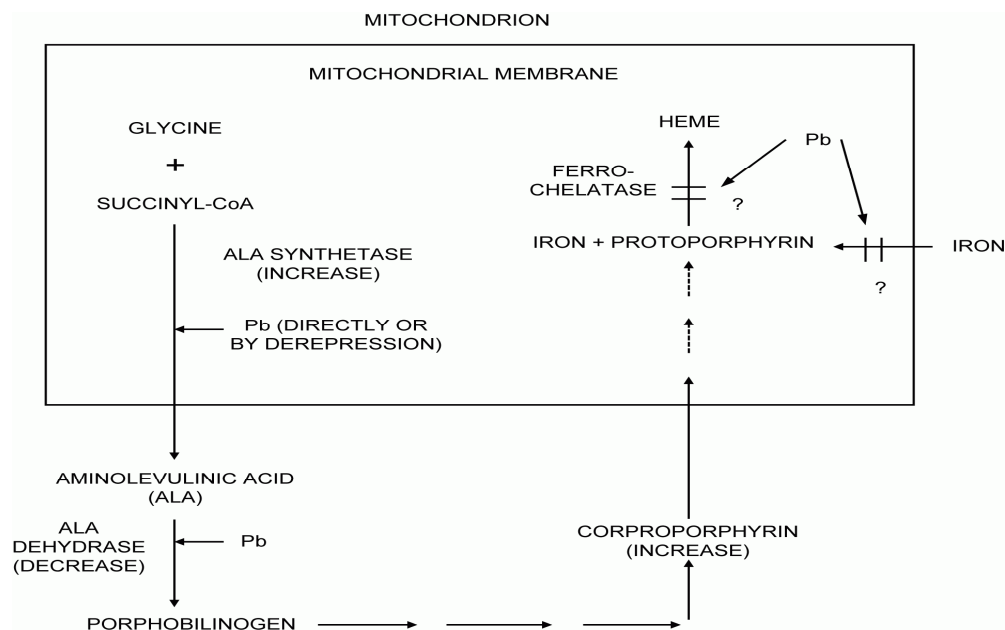 MITOCHONDRION
MITOCHONDRIAL MEMBRANE
GLYCINE
+
SUCCINYL-CoA
ALA SYNTHETASE
(INCREASE)
Pb (DIRECTLY OR
BY DEREPRESSION)
HEME
Pb
FERRO-
CHELATASE
?
IRON + PROTOPORPHYRIN
IRON
?
AMINOLEVULINIC ACID
(ALA)
ALA
DEHYDRASE
(DECREASE)
Pb
PORPHOBILINOGEN
CORPROPORPHYRIN
(INCREASE)